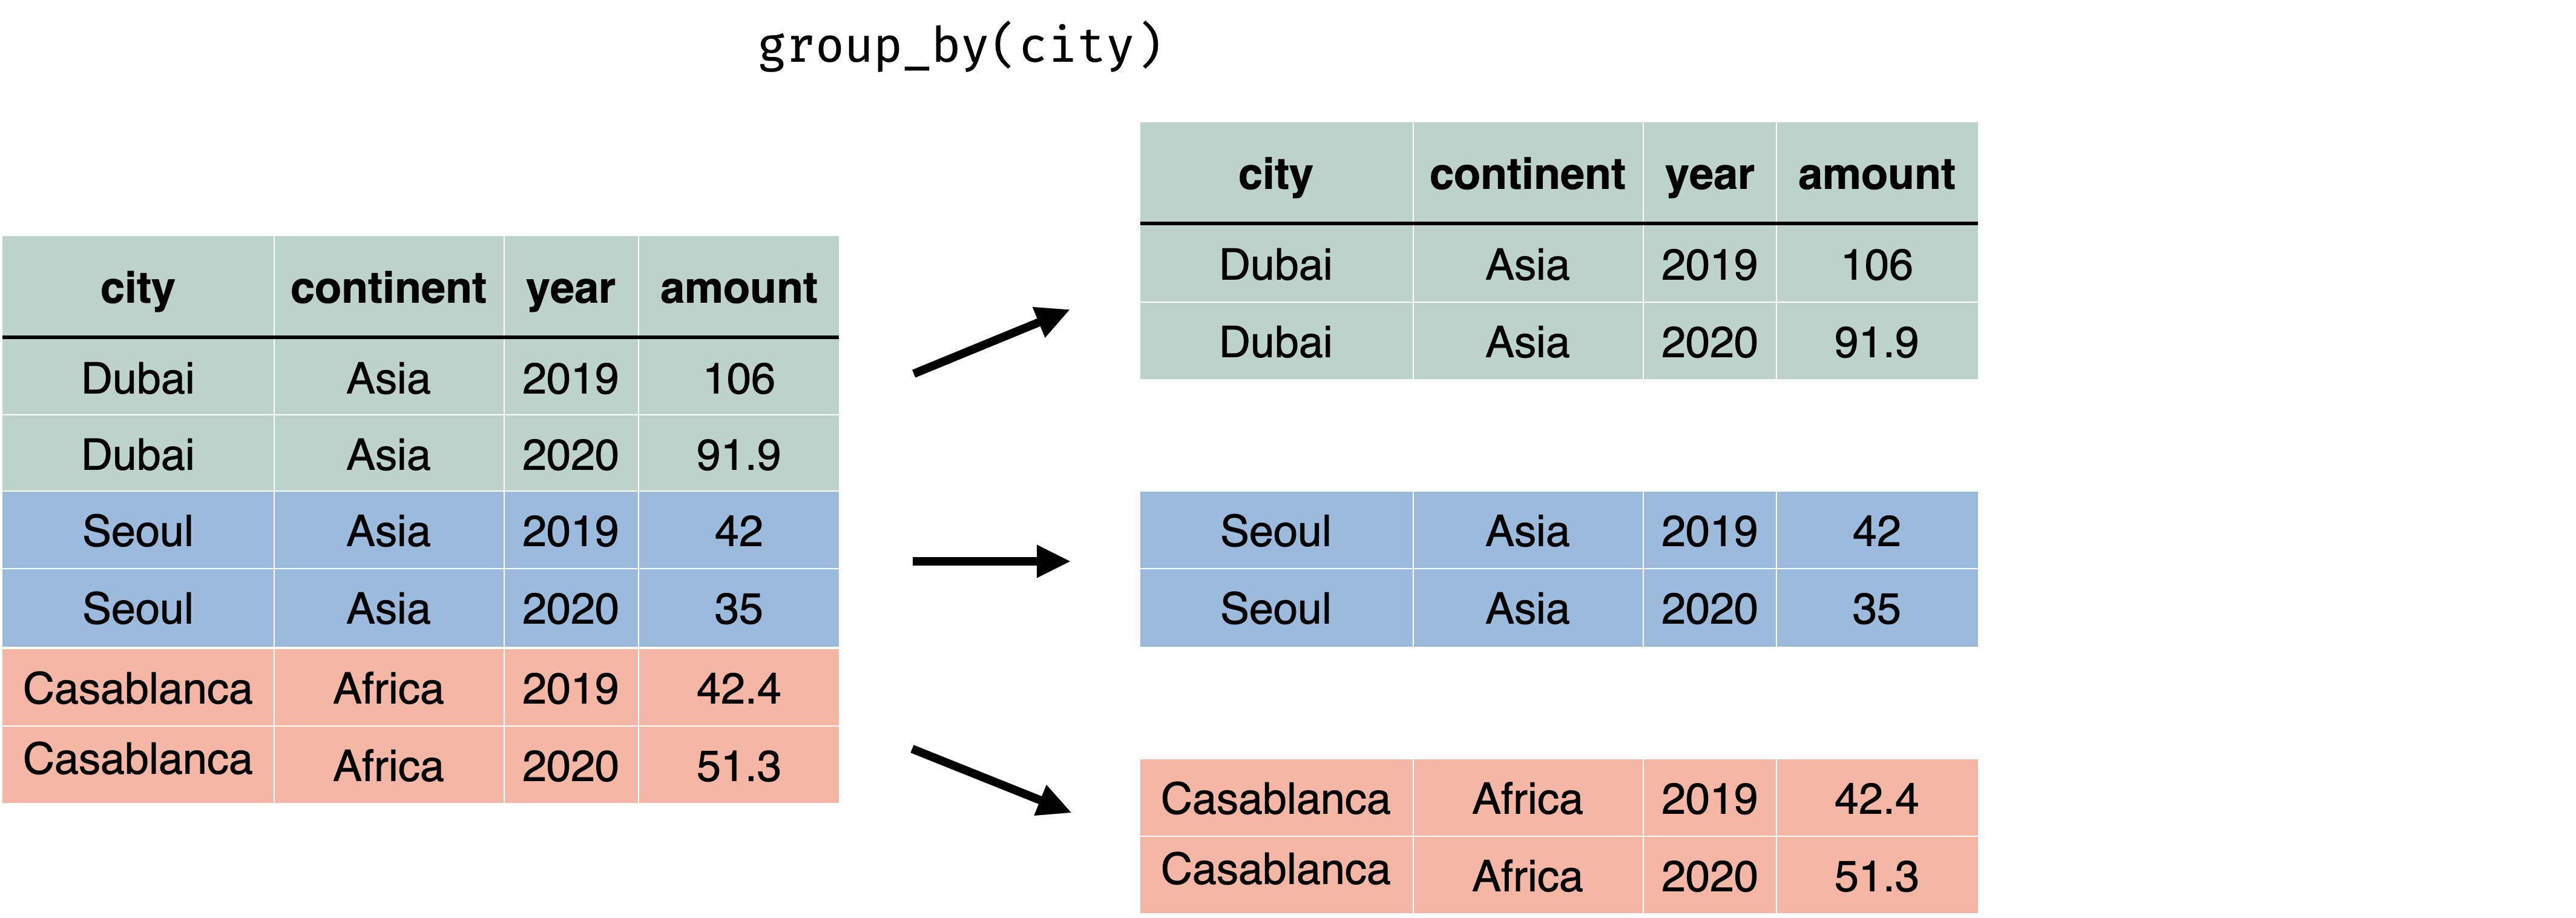 group_by(city)
city continent year amount
Dubai Asia 2019 106
Dubai Asia 2020 91.9
Seoul Asia 2019 42
Seoul Asia 2020 35
Casablanca Africa 2019 42.4
Casablanca Africa 2020 51.3
city continent year amount
Dubai Asia 2019 106
Dubai Asia 2020 91.9
Seoul Asia 2019 42
Seoul Asia 2020 35
Casablanca Africa 2019 42.4
Casablanca Africa 2020 51.3